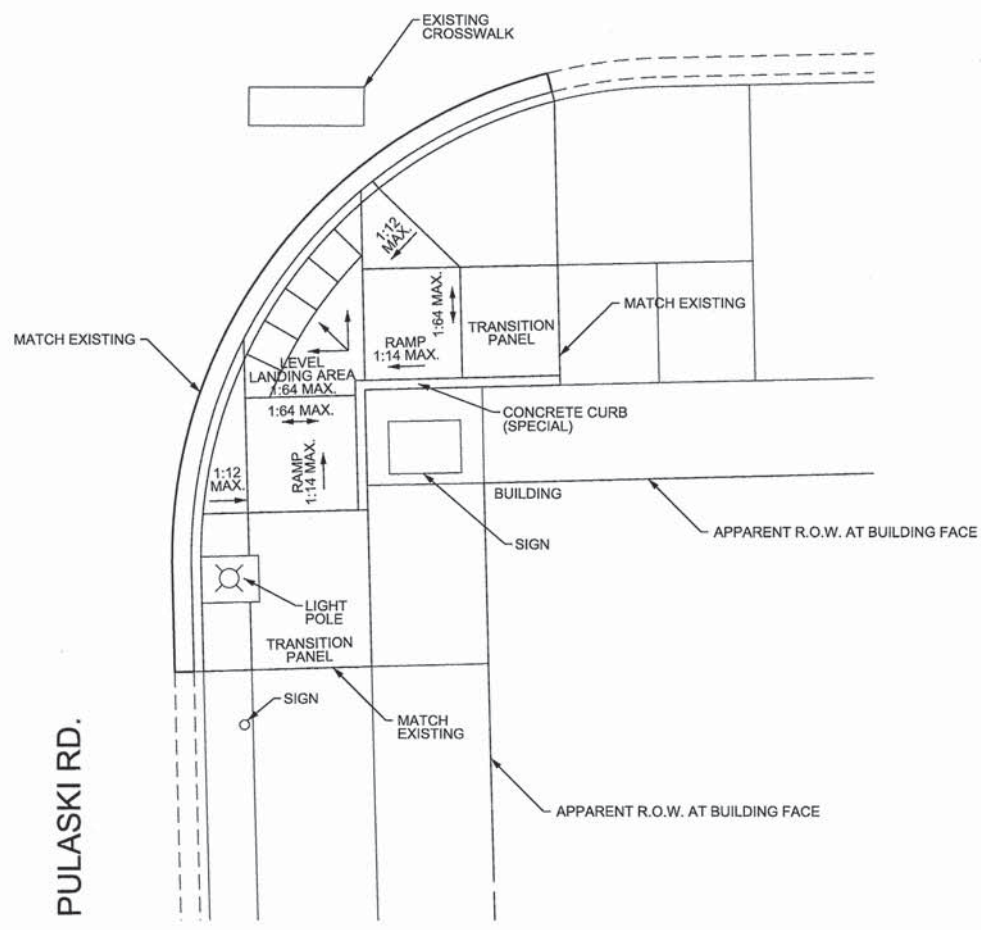 EXISTING
CROSSWALK
1:12
MAX.
MATCH EXISTING
1:64 MAX.
TRANSITION
PANEL
RAMP
1:14 MAX.
MATCH EXISTING
LEVEL
LANDING AREA
1:64 MAX.
1:64 MAX.
CONCRETE CURB
(SPECIAL)
1:12
MAX.
RAMP
1:14 MAX.
BUILDING
APPARENT R.O.W. AT BUILDING FACE
SIGN
LIGHT
POLE
TRANSITION
PANEL
SIGN
MATCH
EXISTING
APPARENT R.O.W. AT BUILDING FACE
PULASKI RD.